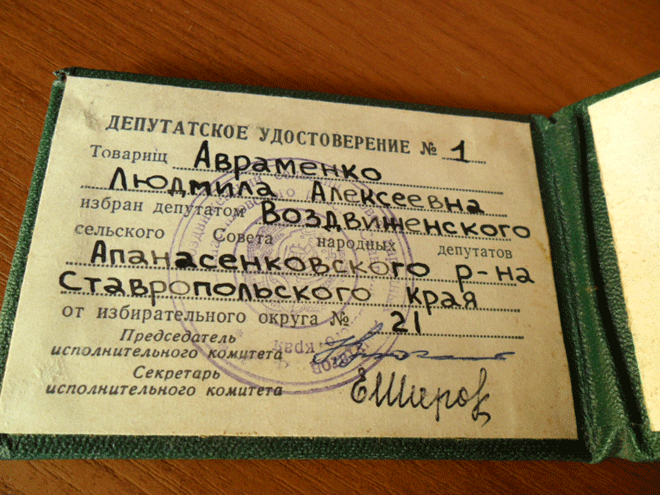 ДЕПУТАТСКОЕ УДОСТОВЕРЕНИЕ № 1
Товарищ Авраменко
Людмила Алексеевна
избран депутатом Воздвиженского
сельского Совета народных депутатов
Апанасенковского р-на
Ставропольского края
от избирательного округа № 21
Председатель
исполнительного комитета
Секретарь
исполнительного комитета
ЕШиров